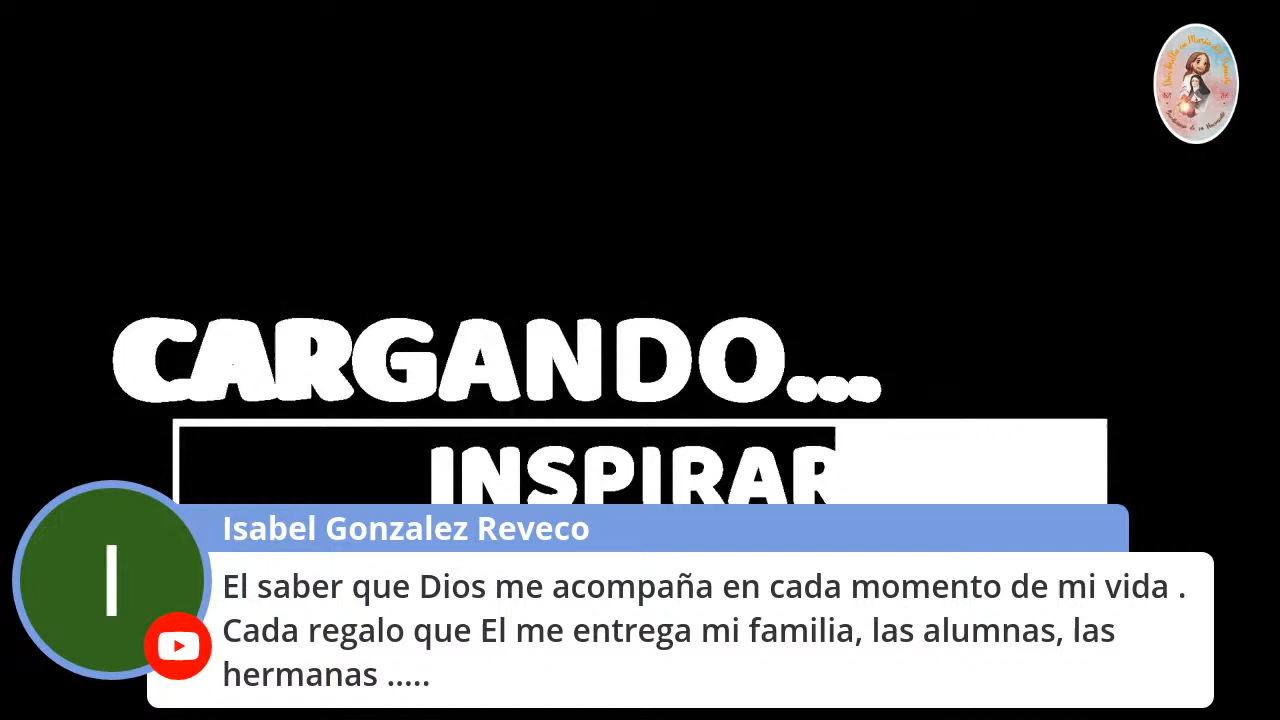 CARGANDO...
INSPIRAR
Isabel Gonzalez Reveco
I
El saber que Dios me acompaña en cada momento de mi vida .
Cada regalo que El me entrega mi familia, las alumnas, las
hermanas .....